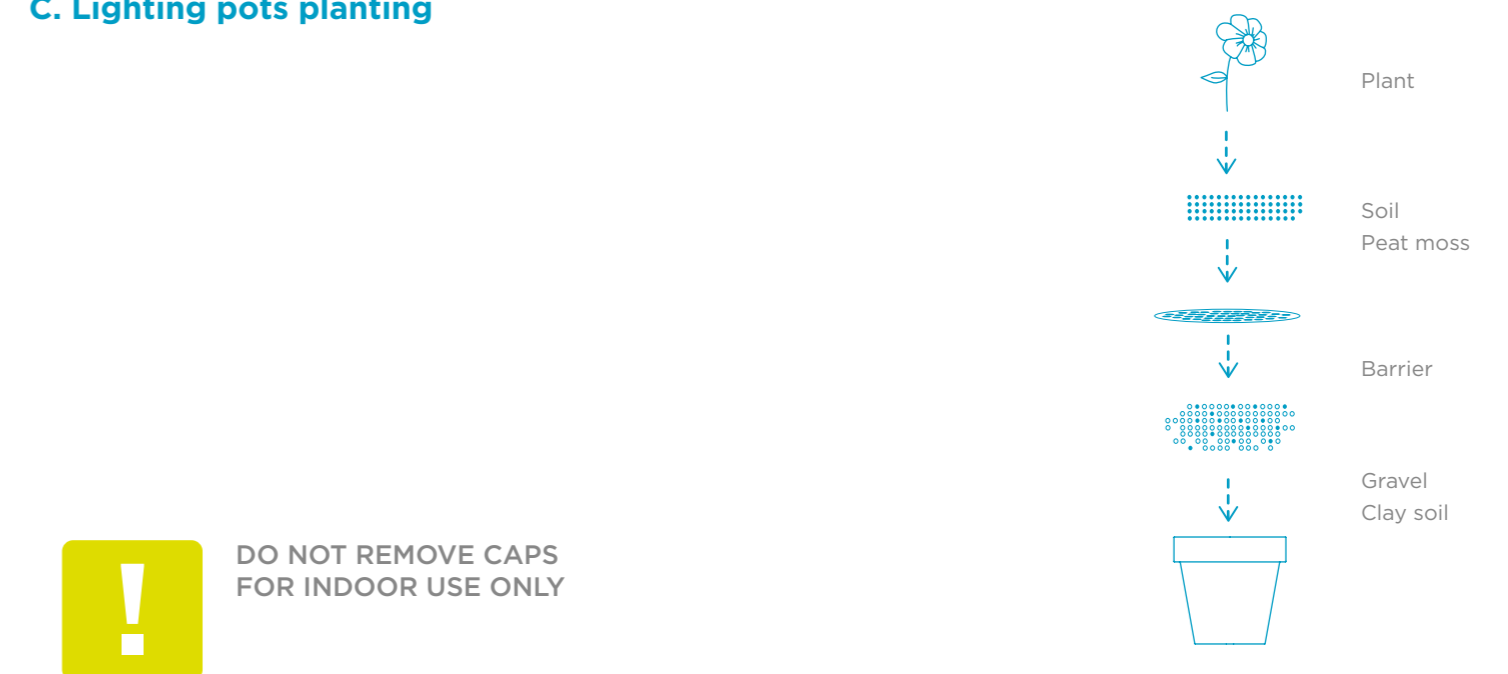 C. Lighting pots planting
Plant
Soil
Peat moss
Barrier
Gravel
Clay soil
!
DO NOT REMOVE CAPS
FOR INDOOR USE ONLY